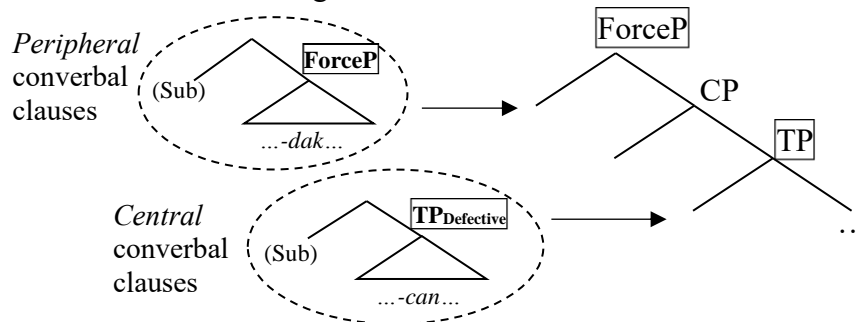 Peripheral
converbal
clauses
(Sub)
ForceP
...-dak...
ForceP
CP
TP
..
Central
converbal
clauses
(Sub)
TPDefective
...-can...